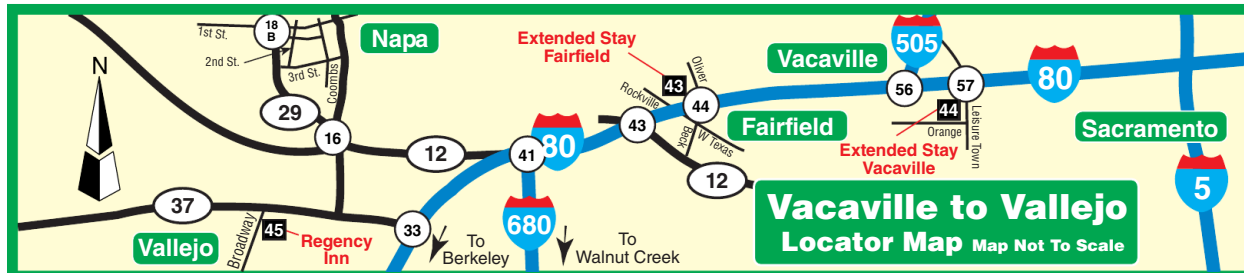 1st St.
18
B
2nd St.
3rd St.
Coombs
Napa
N
29
16
12
37
Vallejo
Broadway
45
Regency
Inn
33
To
Berkeley
41
80
680
To
Walnut Creek
Extended Stay
Fairfield
43
Oliver
Rockville
44
43
Beck
W Texas
Fairfield
12
Vacaville
505
56
57
80
44
Orange
Leisure Town
Extended Stay
Vacaville
Sacramento
5
Vacaville to Vallejo
Locator Map Map Not To Scale